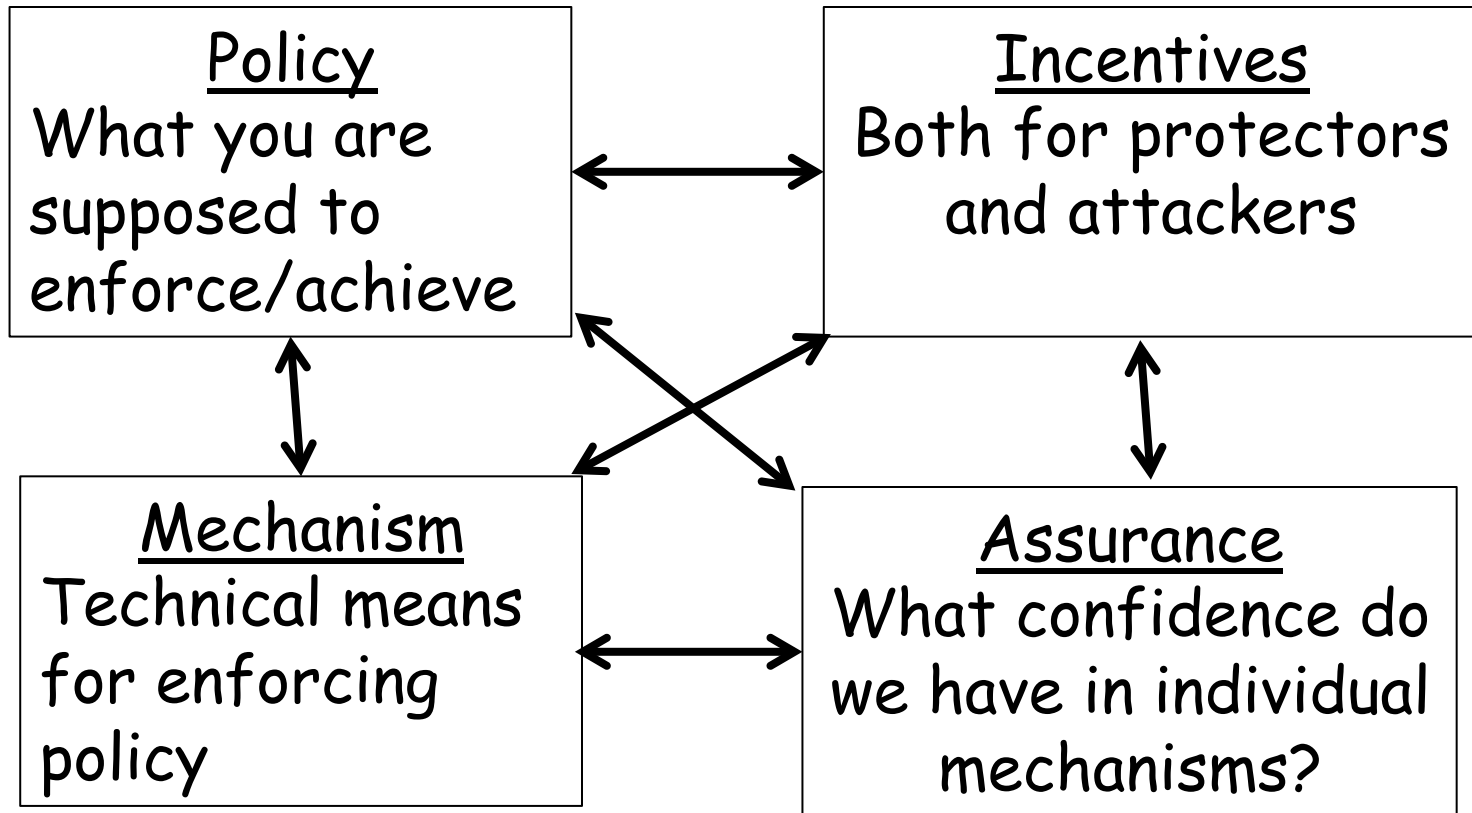 Policy
What you are
supposed to
enforce/achieve
Incentives
Both for protectors
and attackers
Mechanism
Technical means
for enforcing
policy
Assurance
What confidence do
we have in individual
mechanisms?